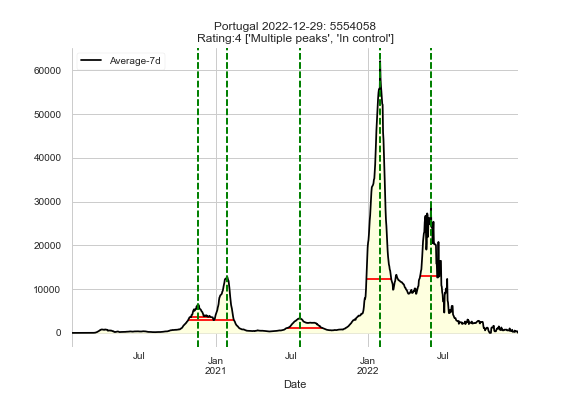 Portugal 2022-12-29: 5554058
Rating:4 ['Multiple peaks', 'In control']
Average-7d
60000
50000
40000
30000
20000
10000
0
Jul
Jan
2021
Jul
Jan
2022
Jul
Date